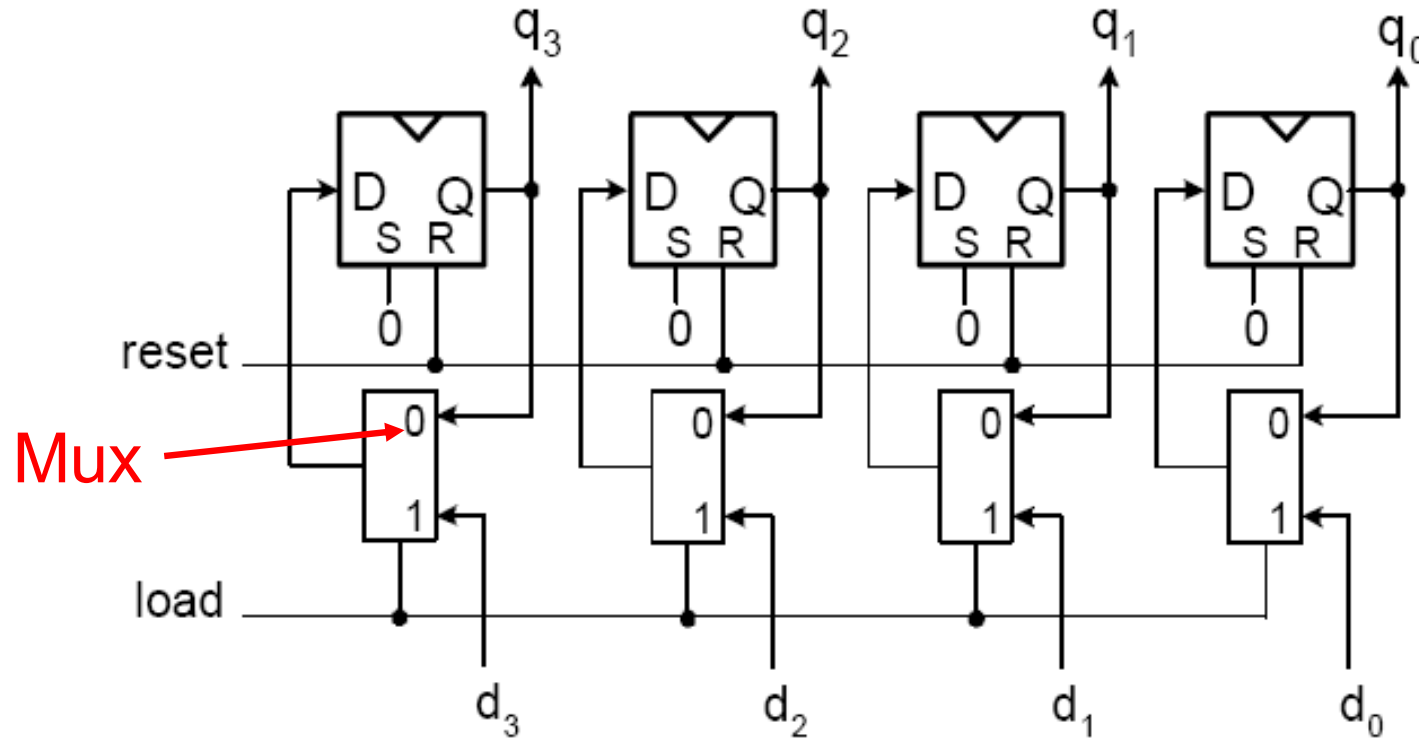 q3 q2 q1 q0
D Q D Q D Q D Q
S R S R S R S R
0 0 0 0
reset
0 0 0 0
Mux
1 1 1 1
load
d3 d2 d1 d0